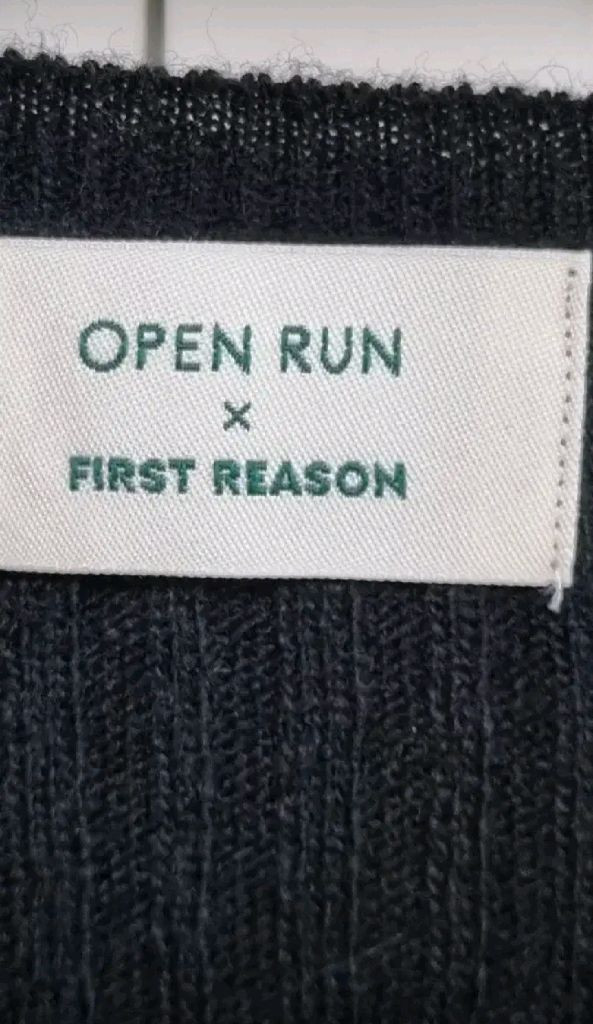 OPEN RUN
×
FIRST REASON